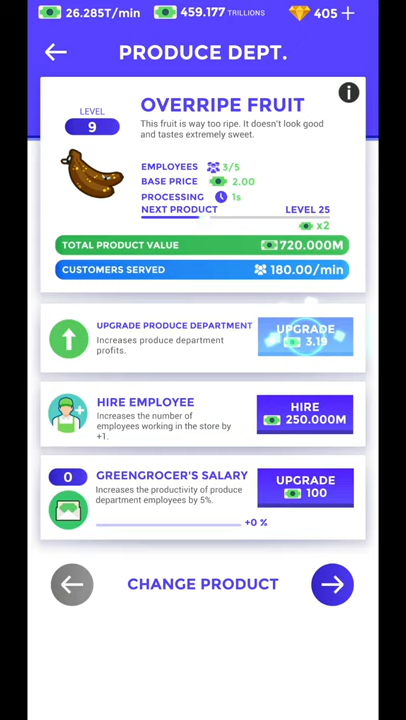 26.285T/min
459.177 TRILLIONS
405 +
PRODUCE DEPT.
i
LEVEL
9
OVERRIPE FRUIT
This fruit is way too ripe. It doesn't look good
and tastes extremely sweet.
EMPLOYEES 3/5
BASE PRICE 2.00
PROCESSING 1s
NEXT PRODUCT LEVEL 25
x2
TOTAL PRODUCT VALUE 720.000M
CUSTOMERS SERVED 180.00/min
UPGRADE PRODUCE DEPARTMENT
Increases produce department
profits.
UPGRADE
3.19
HIRE EMPLOYEE
Increases the number of
employees working in the store by
+1.
HIRE
250.000M
0
GREENGROCER'S SALARY
Increases the productivity of produce
department employees by 5%.
UPGRADE
100
+0 %
CHANGE PRODUCT